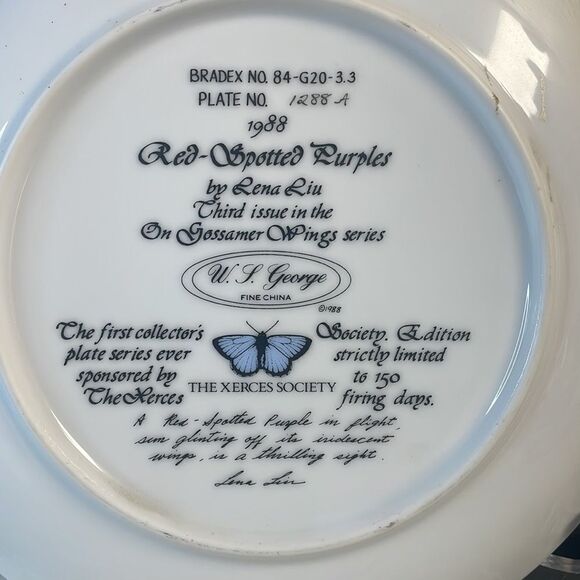 BRADEX NO. 84-G20-3.3
PLATE NO. 1288-A
1988
Red-Spotted Purples
by Lena Liu
Third issue in the
On Gossamer Wings series
W. S. George
FINE CHINA
©1988
The first collector's
plate series ever
sponsored by
The Xerces
Society. Edition
strictly limited
to 150
firing days.
THE XERCES SOCIETY
A Red-Spotted Purple in flight,
sun glinting off its iridescent
wings, is a thrilling sight.
Lena Liu